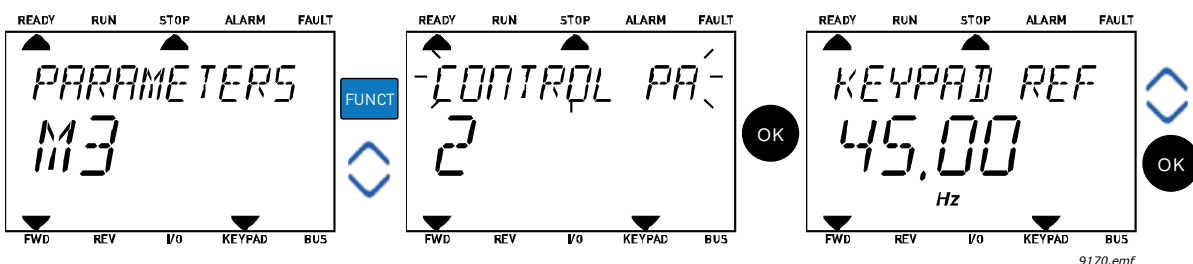 READY RUN STOP ALARM FAULT
PARAMETERS
M3
FWD REV I/O KEYPAD BUS
FUNCT
READY RUN STOP ALARM FAULT
CONTROL PA
2
FWD REV I/O KEYPAD BUS
OK
READY RUN STOP ALARM FAULT
KEYPAD REF
45.00
Hz
FWD REV I/O KEYPAD BUS
OK
9170.emf